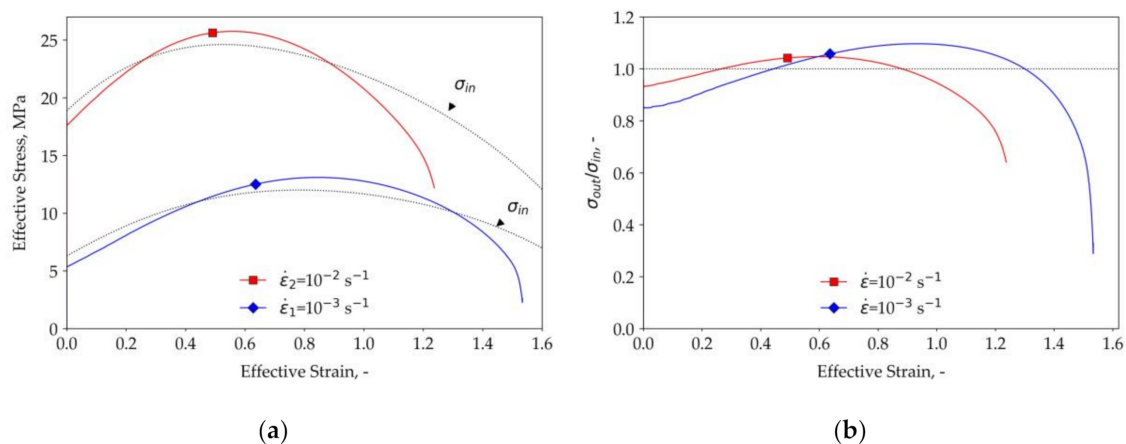 25
20
15
10
5
0
Effective Stress, MPa
σin
σin
ε̇2=10−2 s−1
ε̇1=10−3 s−1
0.0 0.2 0.4 0.6 0.8 1.0 1.2 1.4 1.6
Effective Strain, -
(a)
1.2
1.0
0.8
0.6
0.4
0.2
0.0
σout/σin, -
ε̇=10−2 s−1
ε̇=10−3 s−1
0.0 0.2 0.4 0.6 0.8 1.0 1.2 1.4 1.6
Effective Strain, -
(b)